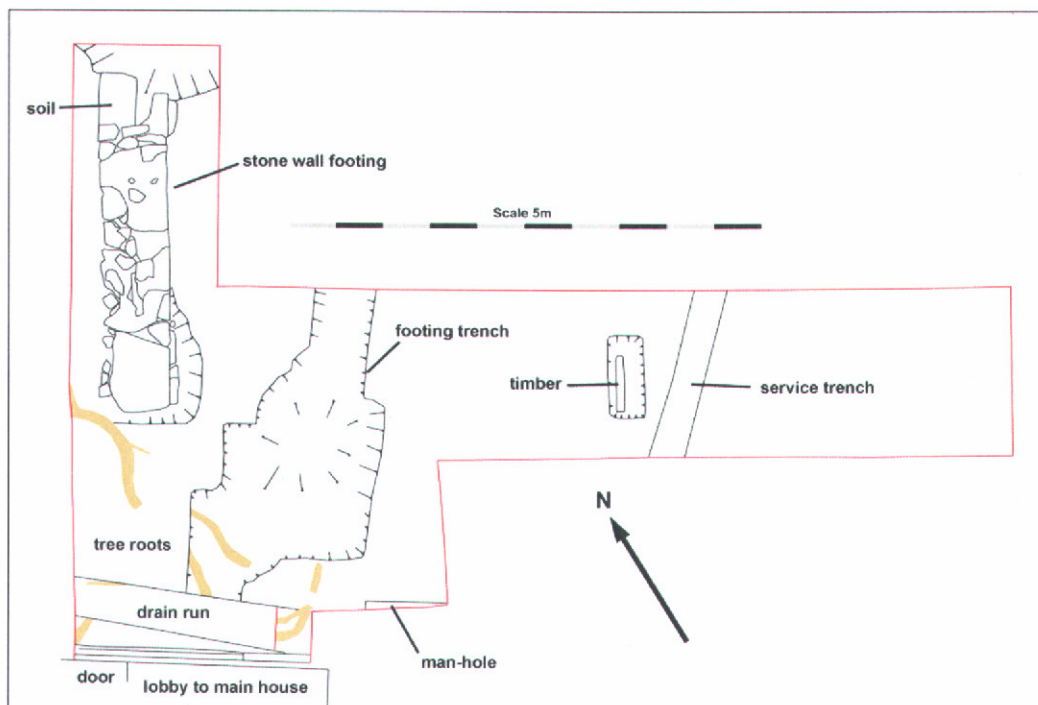 soil
stone wall footing
Scale 5m
footing trench
timber
service trench
N
tree roots
drain run
man-hole
door
lobby to main house